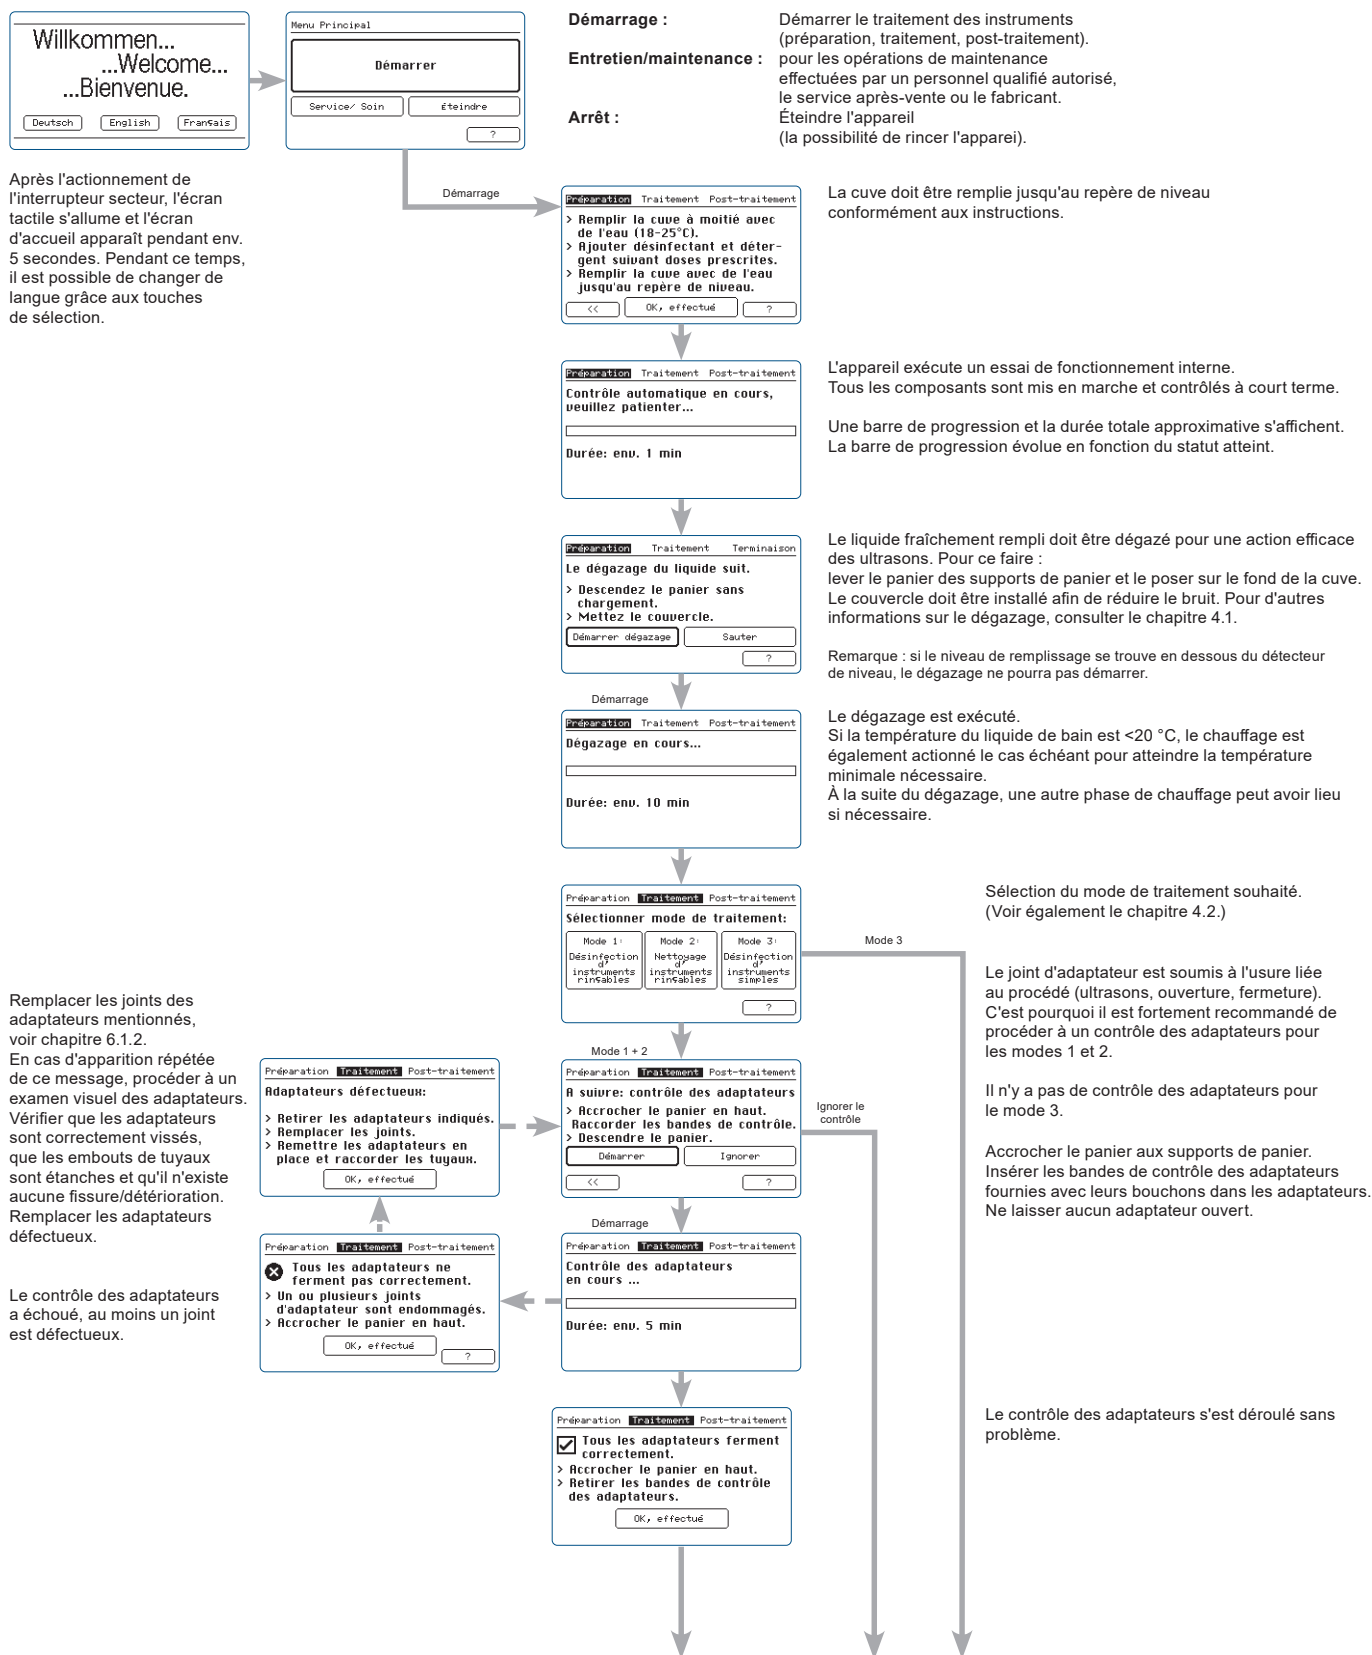 Willkommen...
...Welcome...
...Bienvenue.
Deutsch English Français
Menu Principal
Démarrer
Service/ Soin éteindre
?
Démarrage : Démarrer le traitement des instruments
(préparation, traitement, post-traitement).
Entretien/maintenance : pour les opérations de maintenance
effectuées par un personnel qualifié autorisé,
le service après-vente ou le fabricant.
Arrêt : Éteindre l'appareil
(la possibilité de rincer l'apparei).
Après l'actionnement de
l'interrupteur secteur, l'écran
tactile s'allume et l'écran
d'accueil apparaît pendant env.
5 secondes. Pendant ce temps,
il est possible de changer de
langue grâce aux touches
de sélection.
Démarrage
Préparation Traitement Post-traitement
> Remplir la cuve à moitié avec
de l'eau (18-25°C).
> Ajouter désinfectant et déter-
gent suivant doses prescrites.
> Remplir la cuve avec de l'eau
jusqu'au repère de niveau.
<< OK, effectué ?
La cuve doit être remplie jusqu'au repère de niveau
conformément aux instructions.
Préparation Traitement Post-traitement
Contrôle automatique en cours,
veuillez patienter...
Durée: env. 1 min
L'appareil exécute un essai de fonctionnement interne.
Tous les composants sont mis en marche et contrôlés à court terme.
Une barre de progression et la durée totale approximative s'affichent.
La barre de progression évolue en fonction du statut atteint.
Préparation Traitement Terminaison
Le dégazage du liquide suit.
> Descendez le panier sans
chargement.
> Mettez le couvercle.
Démarrer dégazage Sauter
?
Le liquide fraîchement rempli doit être dégazé pour une action efficace
des ultrasons. Pour ce faire :
lever le panier des supports de panier et le poser sur le fond de la cuve.
Le couvercle doit être installé afin de réduire le bruit. Pour d'autres
informations sur le dégazage, consulter le chapitre 4.1.
Remarque : si le niveau de remplissage se trouve en dessous du détecteur
de niveau, le dégazage ne pourra pas démarrer.
Démarrage
Préparation Traitement Post-traitement
Dégazage en cours...
Durée: env. 10 min
Le dégazage est exécuté.
Si la température du liquide de bain est <20 °C, le chauffage est
également actionné le cas échéant pour atteindre la température
minimale nécessaire.
À la suite du dégazage, une autre phase de chauffage peut avoir lieu
si nécessaire.
Préparation Traitement Post-traitement
Sélectionner mode de traitement:
Mode 1: Mode 2: Mode 3:
Désinfection Nettoyage Désinfection
d' d' d'
instruments instruments instruments
rinçables rinçables simples
?
Mode 3
Sélection du mode de traitement souhaité.
(Voir également le chapitre 4.2.)
Le joint d'adaptateur est soumis à l'usure liée
au procédé (ultrasons, ouverture, fermeture).
C'est pourquoi il est fortement recommandé de
procéder à un contrôle des adaptateurs pour
les modes 1 et 2.
Il n'y a pas de contrôle des adaptateurs pour
le mode 3.
Accrocher le panier aux supports de panier.
Insérer les bandes de contrôle des adaptateurs
fournies avec leurs bouchons dans les adaptateurs.
Ne laisser aucun adaptateur ouvert.
Mode 1 + 2
Préparation Traitement Post-traitement
A suivre: contrôle des adaptateurs
> Accrocher le panier en haut.
Raccorder les bandes de contrôle.
> Descendre le panier.
Démarrer Ignorer
<< ?
Ignorer le
contrôle
Remplacer les joints des
adaptateurs mentionnés,
voir chapitre 6.1.2.
En cas d'apparition répétée
de ce message, procéder à un
examen visuel des adaptateurs.
Vérifier que les adaptateurs
sont correctement vissés,
que les embouts de tuyaux
sont étanches et qu'il n'existe
aucune fissure/détérioration.
Remplacer les adaptateurs
défectueux.
Préparation Traitement Post-traitement
Adaptateurs défectueux:
> Retirer les adaptateurs indiqués.
> Remplacer les joints.
> Remettre les adaptateurs en
place et raccorder les tuyaux.
OK, effectué
Démarrage
Préparation Traitement Post-traitement
Contrôle des adaptateurs
en cours ...
Durée: env. 5 min
Préparation Traitement Post-traitement
Tous les adaptateurs ne
ferment pas correctement.
> Un ou plusieurs joints
d'adaptateur sont endommagés.
> Accrocher le panier en haut.
OK, effectué
?
Le contrôle des adaptateurs
a échoué, au moins un joint
est défectueux.
Préparation Traitement Post-traitement
Tous les adaptateurs ferment
correctement.
> Accrocher le panier en haut.
> Retirer les bandes de contrôle
des adaptateurs.
OK, effectué
Le contrôle des adaptateurs s'est déroulé sans
problème.